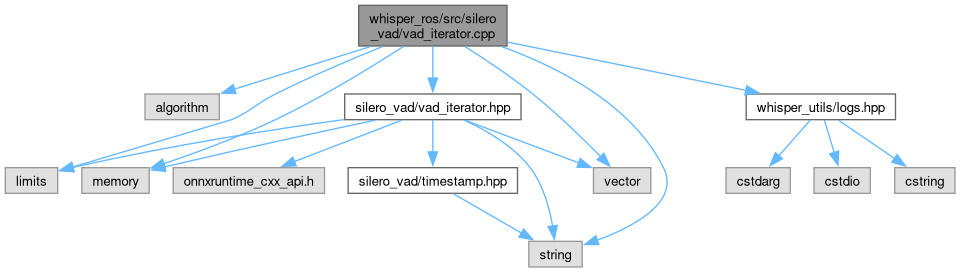 whisper_ros/src/silero
_vad/vad_iterator.cpp
algorithm
silero_vad/vad_iterator.hpp
whisper_utils/logs.hpp
limits
memory
onnxruntime_cxx_api.h
silero_vad/timestamp.hpp
vector
cstdarg
cstdio
cstring
string